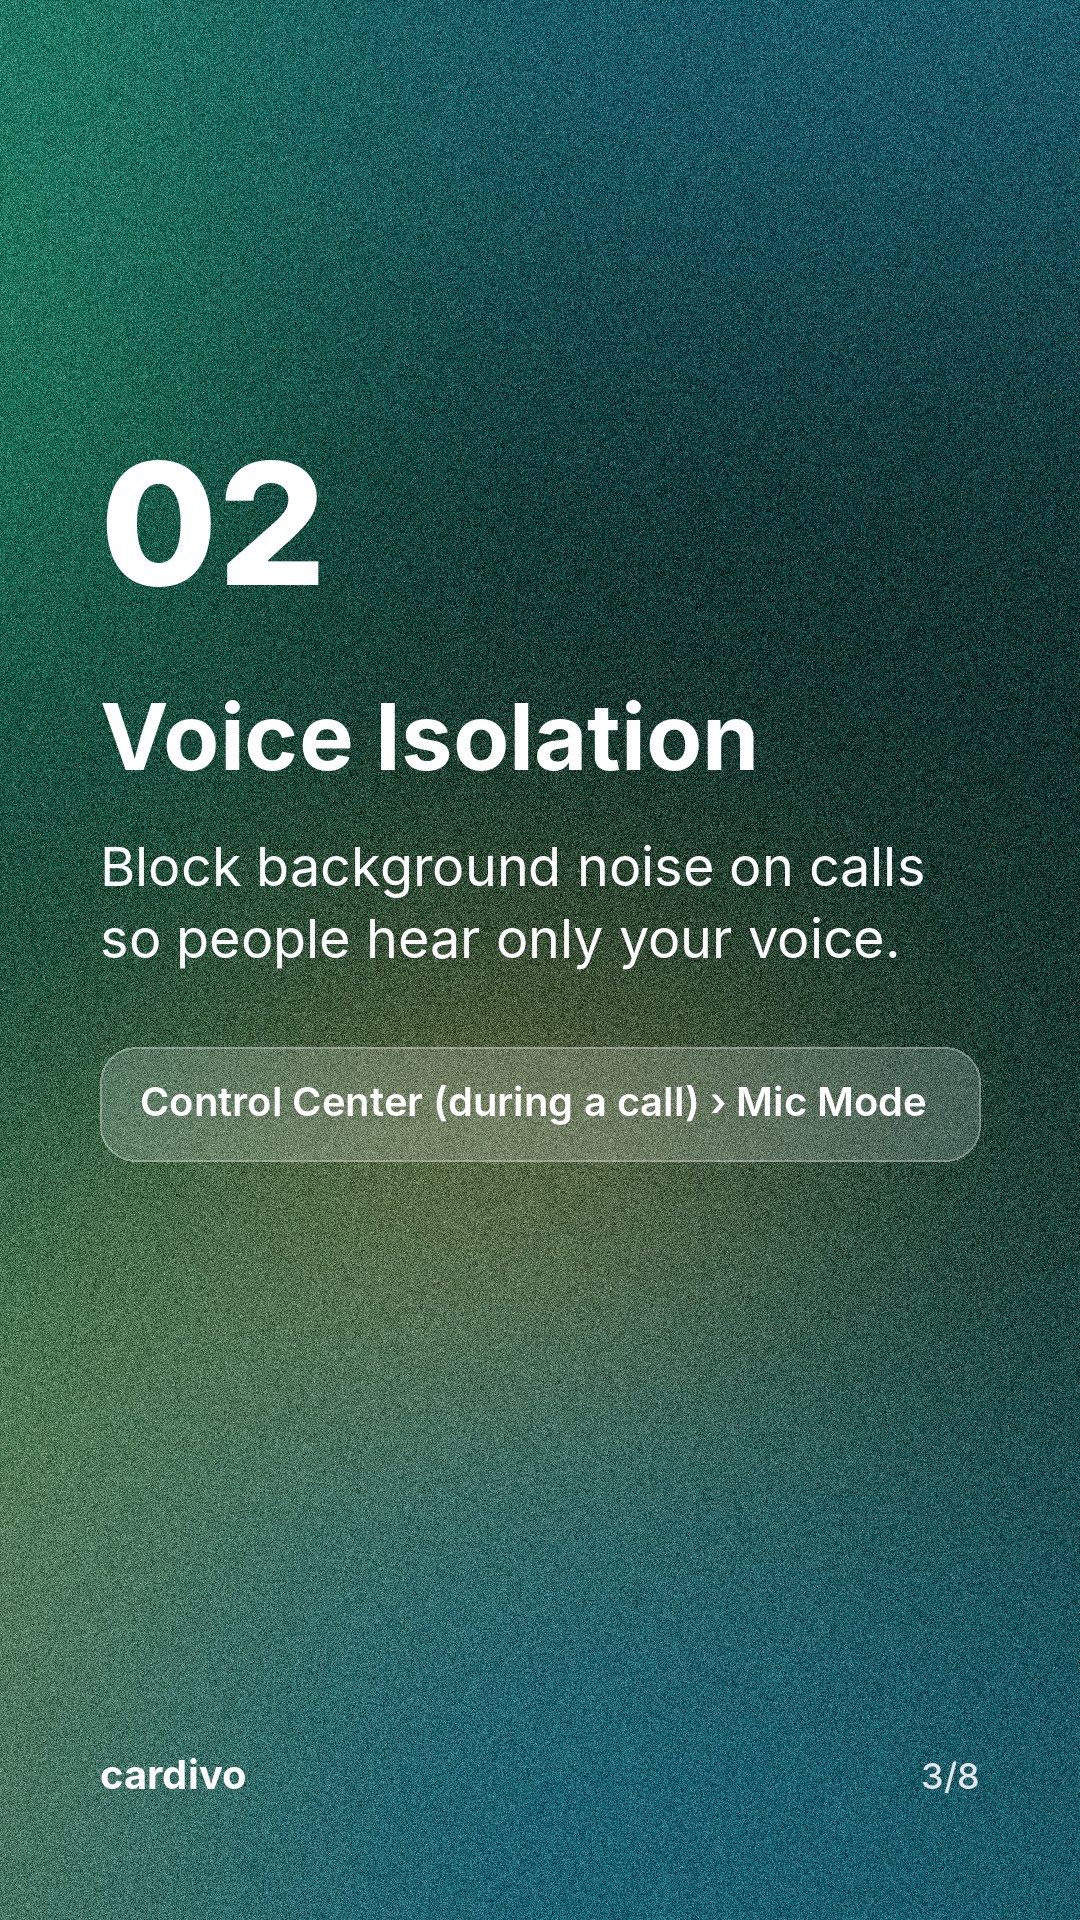 02
Voice Isolation
Block background noise on calls
so people hear only your voice.
Control Center (during a call) › Mic Mode
cardivo
3/8